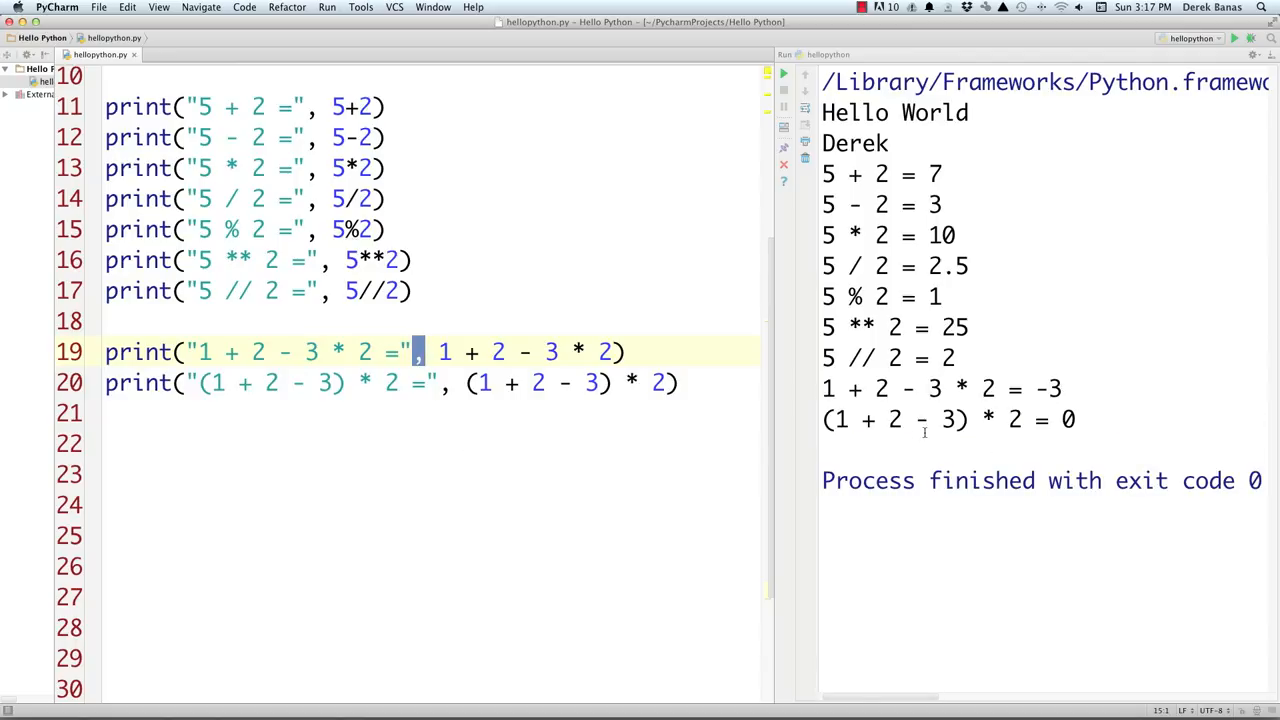 PyCharm File Edit View Navigate Code Refactor Run Tools VCS Window Help 10 Sun 3:17 PM Derek Banas
hellopython.py – Hello Python – [~/PycharmProjects/Hello Python]
Hello Python hellopython.py hellopython
hellopython.py Run hellopython
Hello P
hell
Externa
10
11 print("5 + 2 =", 5+2)
12 print("5 - 2 =", 5-2)
13 print("5 * 2 =", 5*2)
14 print("5 / 2 =", 5/2)
15 print("5 % 2 =", 5%2)
16 print("5 ** 2 =", 5**2)
17 print("5 // 2 =", 5//2)
18
19 print("1 + 2 - 3 * 2 =", 1 + 2 - 3 * 2)
20 print("(1 + 2 - 3) * 2 =", (1 + 2 - 3) * 2)
21
22
23
24
25
26
27
28
29
30
/Library/Frameworks/Python.framewo
Hello World
Derek
5 + 2 = 7
5 - 2 = 3
5 * 2 = 10
5 / 2 = 2.5
5 % 2 = 1
5 ** 2 = 25
5 // 2 = 2
1 + 2 - 3 * 2 = -3
(1 + 2 - 3) * 2 = 0
Process finished with exit code 0
15:1 LF UTF-8